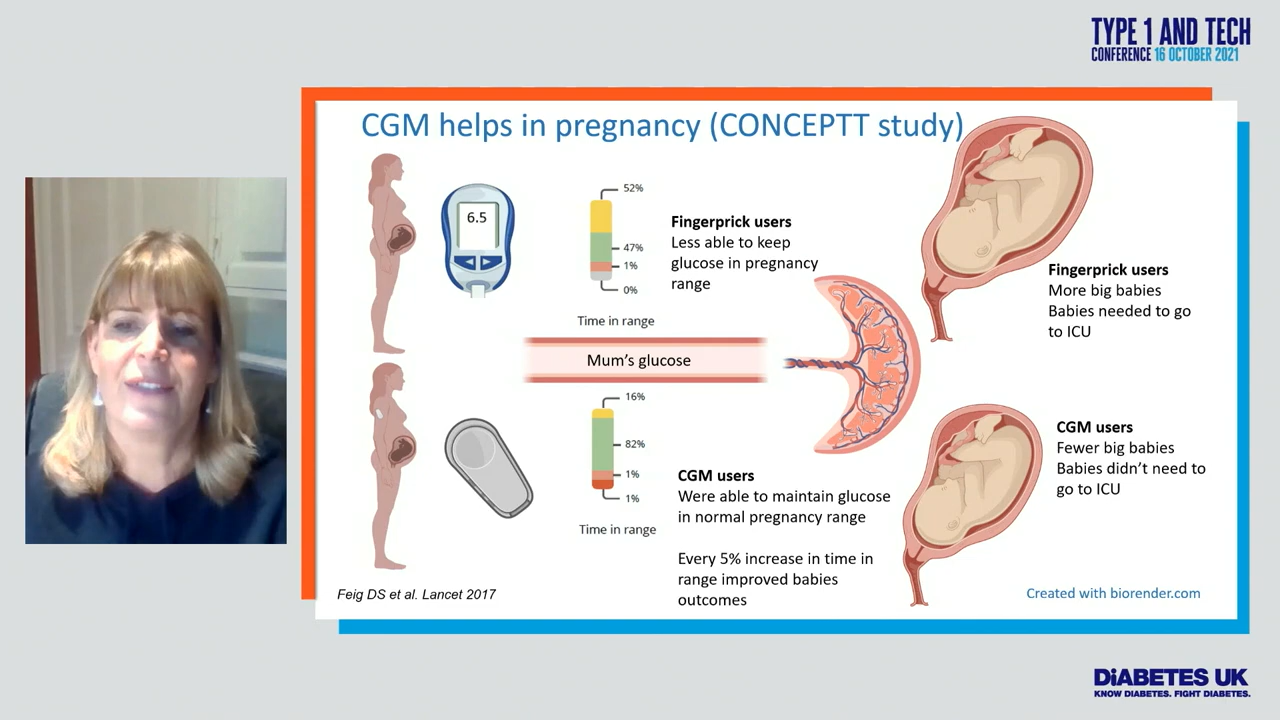 TYPE 1 AND TECH
CONFERENCE 16 OCTOBER 2021
CGM helps in pregnancy (CONCEPTT study)
6.5
52%
47%
1%
0%
Time in range
Fingerprick users
Less able to keep
glucose in pregnancy
range
Fingerprick users
More big babies
Babies needed to go
to ICU
Mum's glucose
16%
82%
1%
1%
Time in range
CGM users
Were able to maintain glucose
in normal pregnancy range
Every 5% increase in time in
range improved babies
outcomes
CGM users
Fewer big babies
Babies didn't need to
go to ICU
Feig DS et al. Lancet 2017
Created with biorender.com
DiABETES UK
KNOW DIABETES. FIGHT DIABETES.